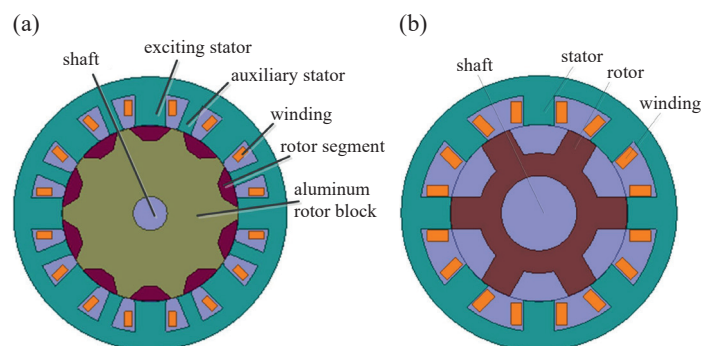 (a)
exciting stator
shaft
auxiliary stator
winding
rotor segment
aluminum
rotor block
(b)
stator
shaft
rotor
winding